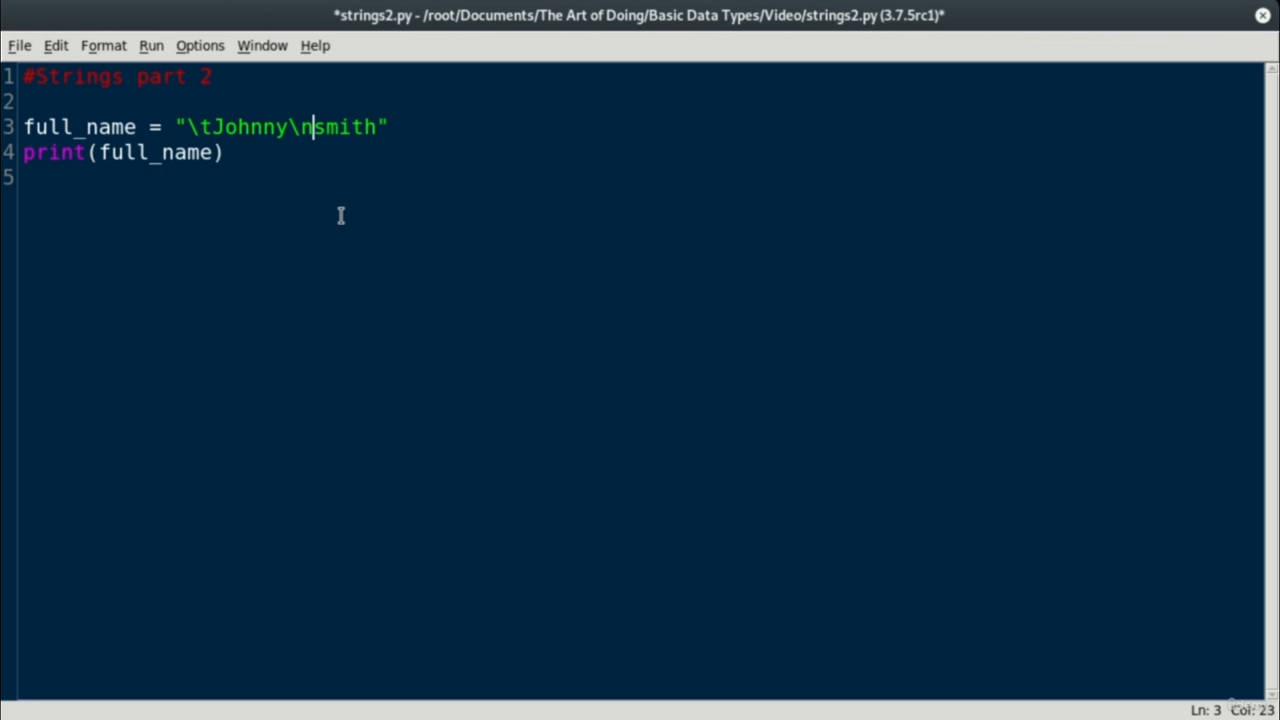 *strings2.py - /root/Documents/The Art of Doing/Basic Data Types/Video/strings2.py (3.7.5rc1)*
File Edit Format Run Options Window Help
1 #Strings part 2
2
3 full_name = "\tJohnny\nsmith"
4 print(full_name)
5
Ln: 3 Col: 23